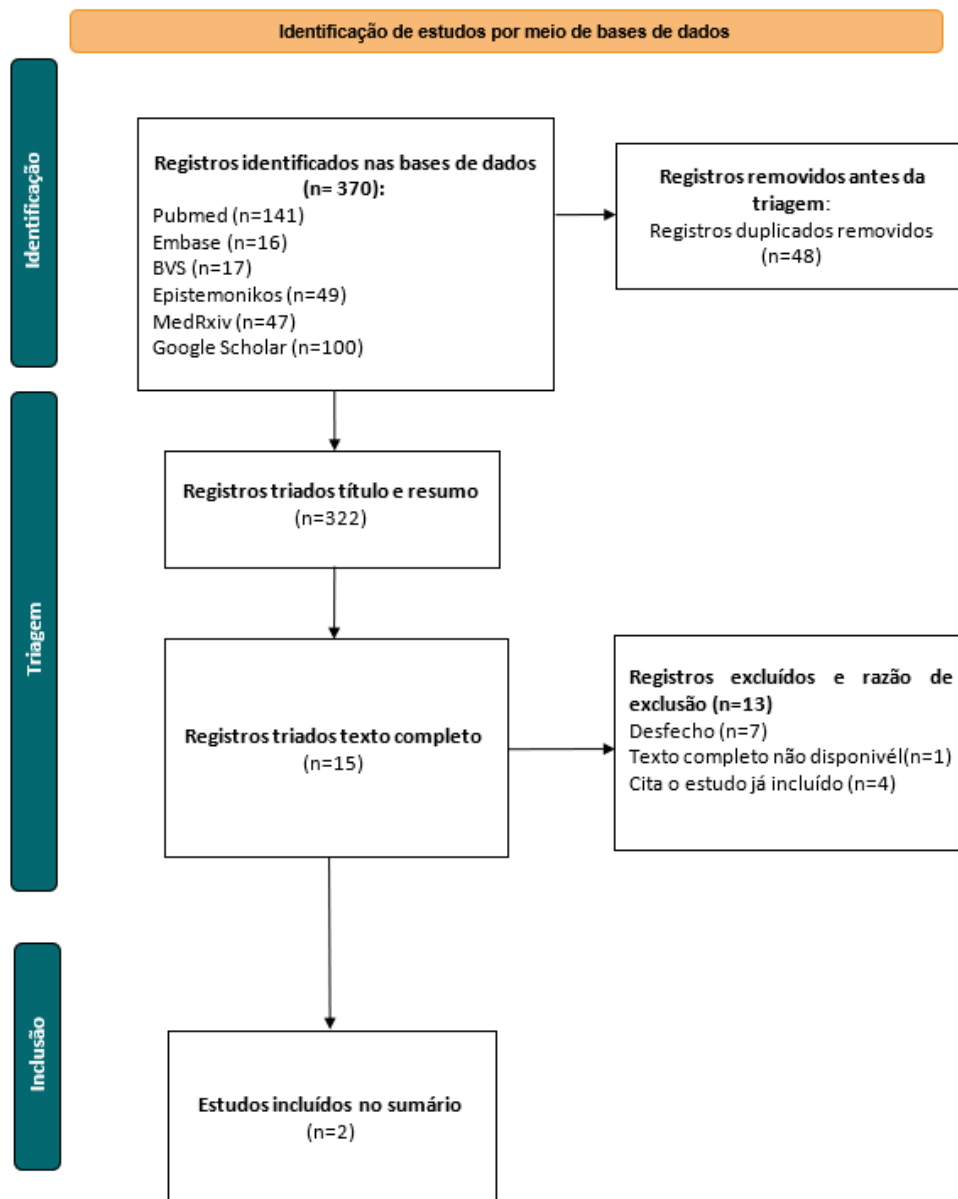 Identificação de estudos por meio de bases de dados
Identificação
Registros identificados nas bases de dados
(n= 370):
Pubmed (n=141)
Embase (n=16)
BVS (n=17)
Epistemonikos (n=49)
MedRxiv (n=47)
Google Scholar (n=100)
Registros removidos antes da
triagem:
Registros duplicados removidos
(n=48)
Triagem
Registros triados título e resumo
(n=322)
Registros triados texto completo
(n=15)
Registros excluídos e razão de
exclusão (n=13)
Desfecho (n=7)
Texto completo não disponivél(n=1)
Cita o estudo já incluído (n=4)
Inclusão
Estudos incluídos no sumário
(n=2)